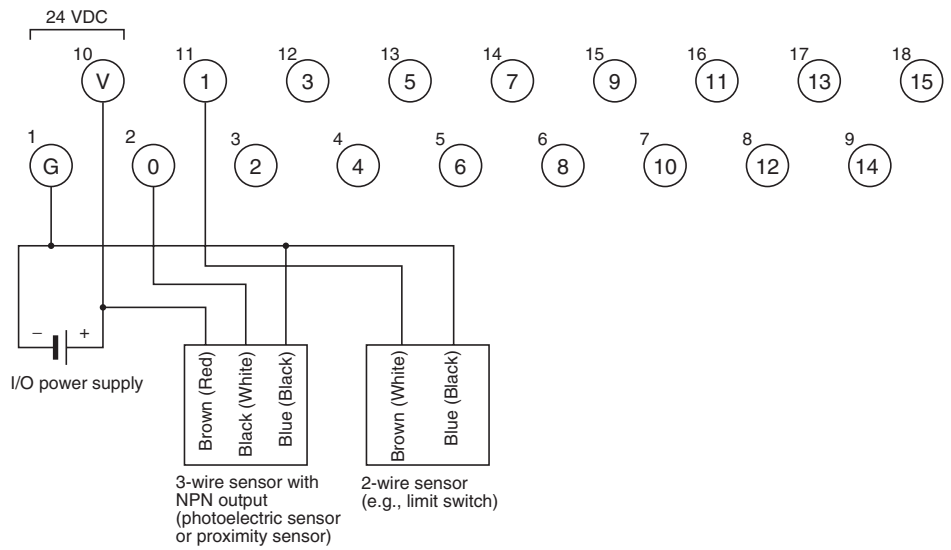 24 VDC
10 11 12 13 14 15 16 17 18
V 1 3 5 7 9 11 13 15
1 2 3 4 5 6 7 8 9
G 0 2 4 6 8 10 12 14
− +
I/O power supply
Brown (Red)
Black (White)
Blue (Black)
Brown (White)
Blue (Black)
3-wire sensor with
NPN output
(photoelectric sensor
or proximity sensor)
2-wire sensor
(e.g., limit switch)